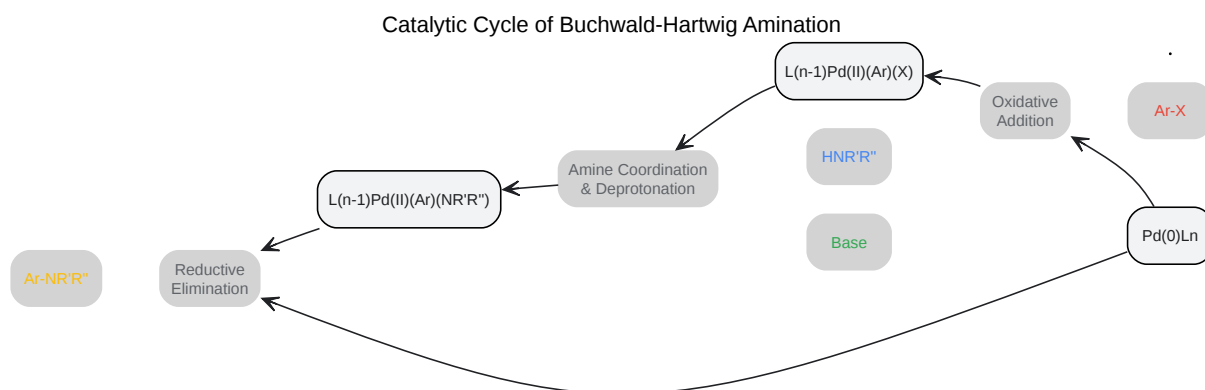 Catalytic Cycle of Buchwald-Hartwig Amination
L(n-1)Pd(II)(Ar)(X)
Oxidative
Addition
Ar-X
HNR'R"
Amine Coordination
& Deprotonation
L(n-1)Pd(II)(Ar)(NR'R")
Base
Pd(0)Ln
Ar-NR'R"
Reductive
Elimination